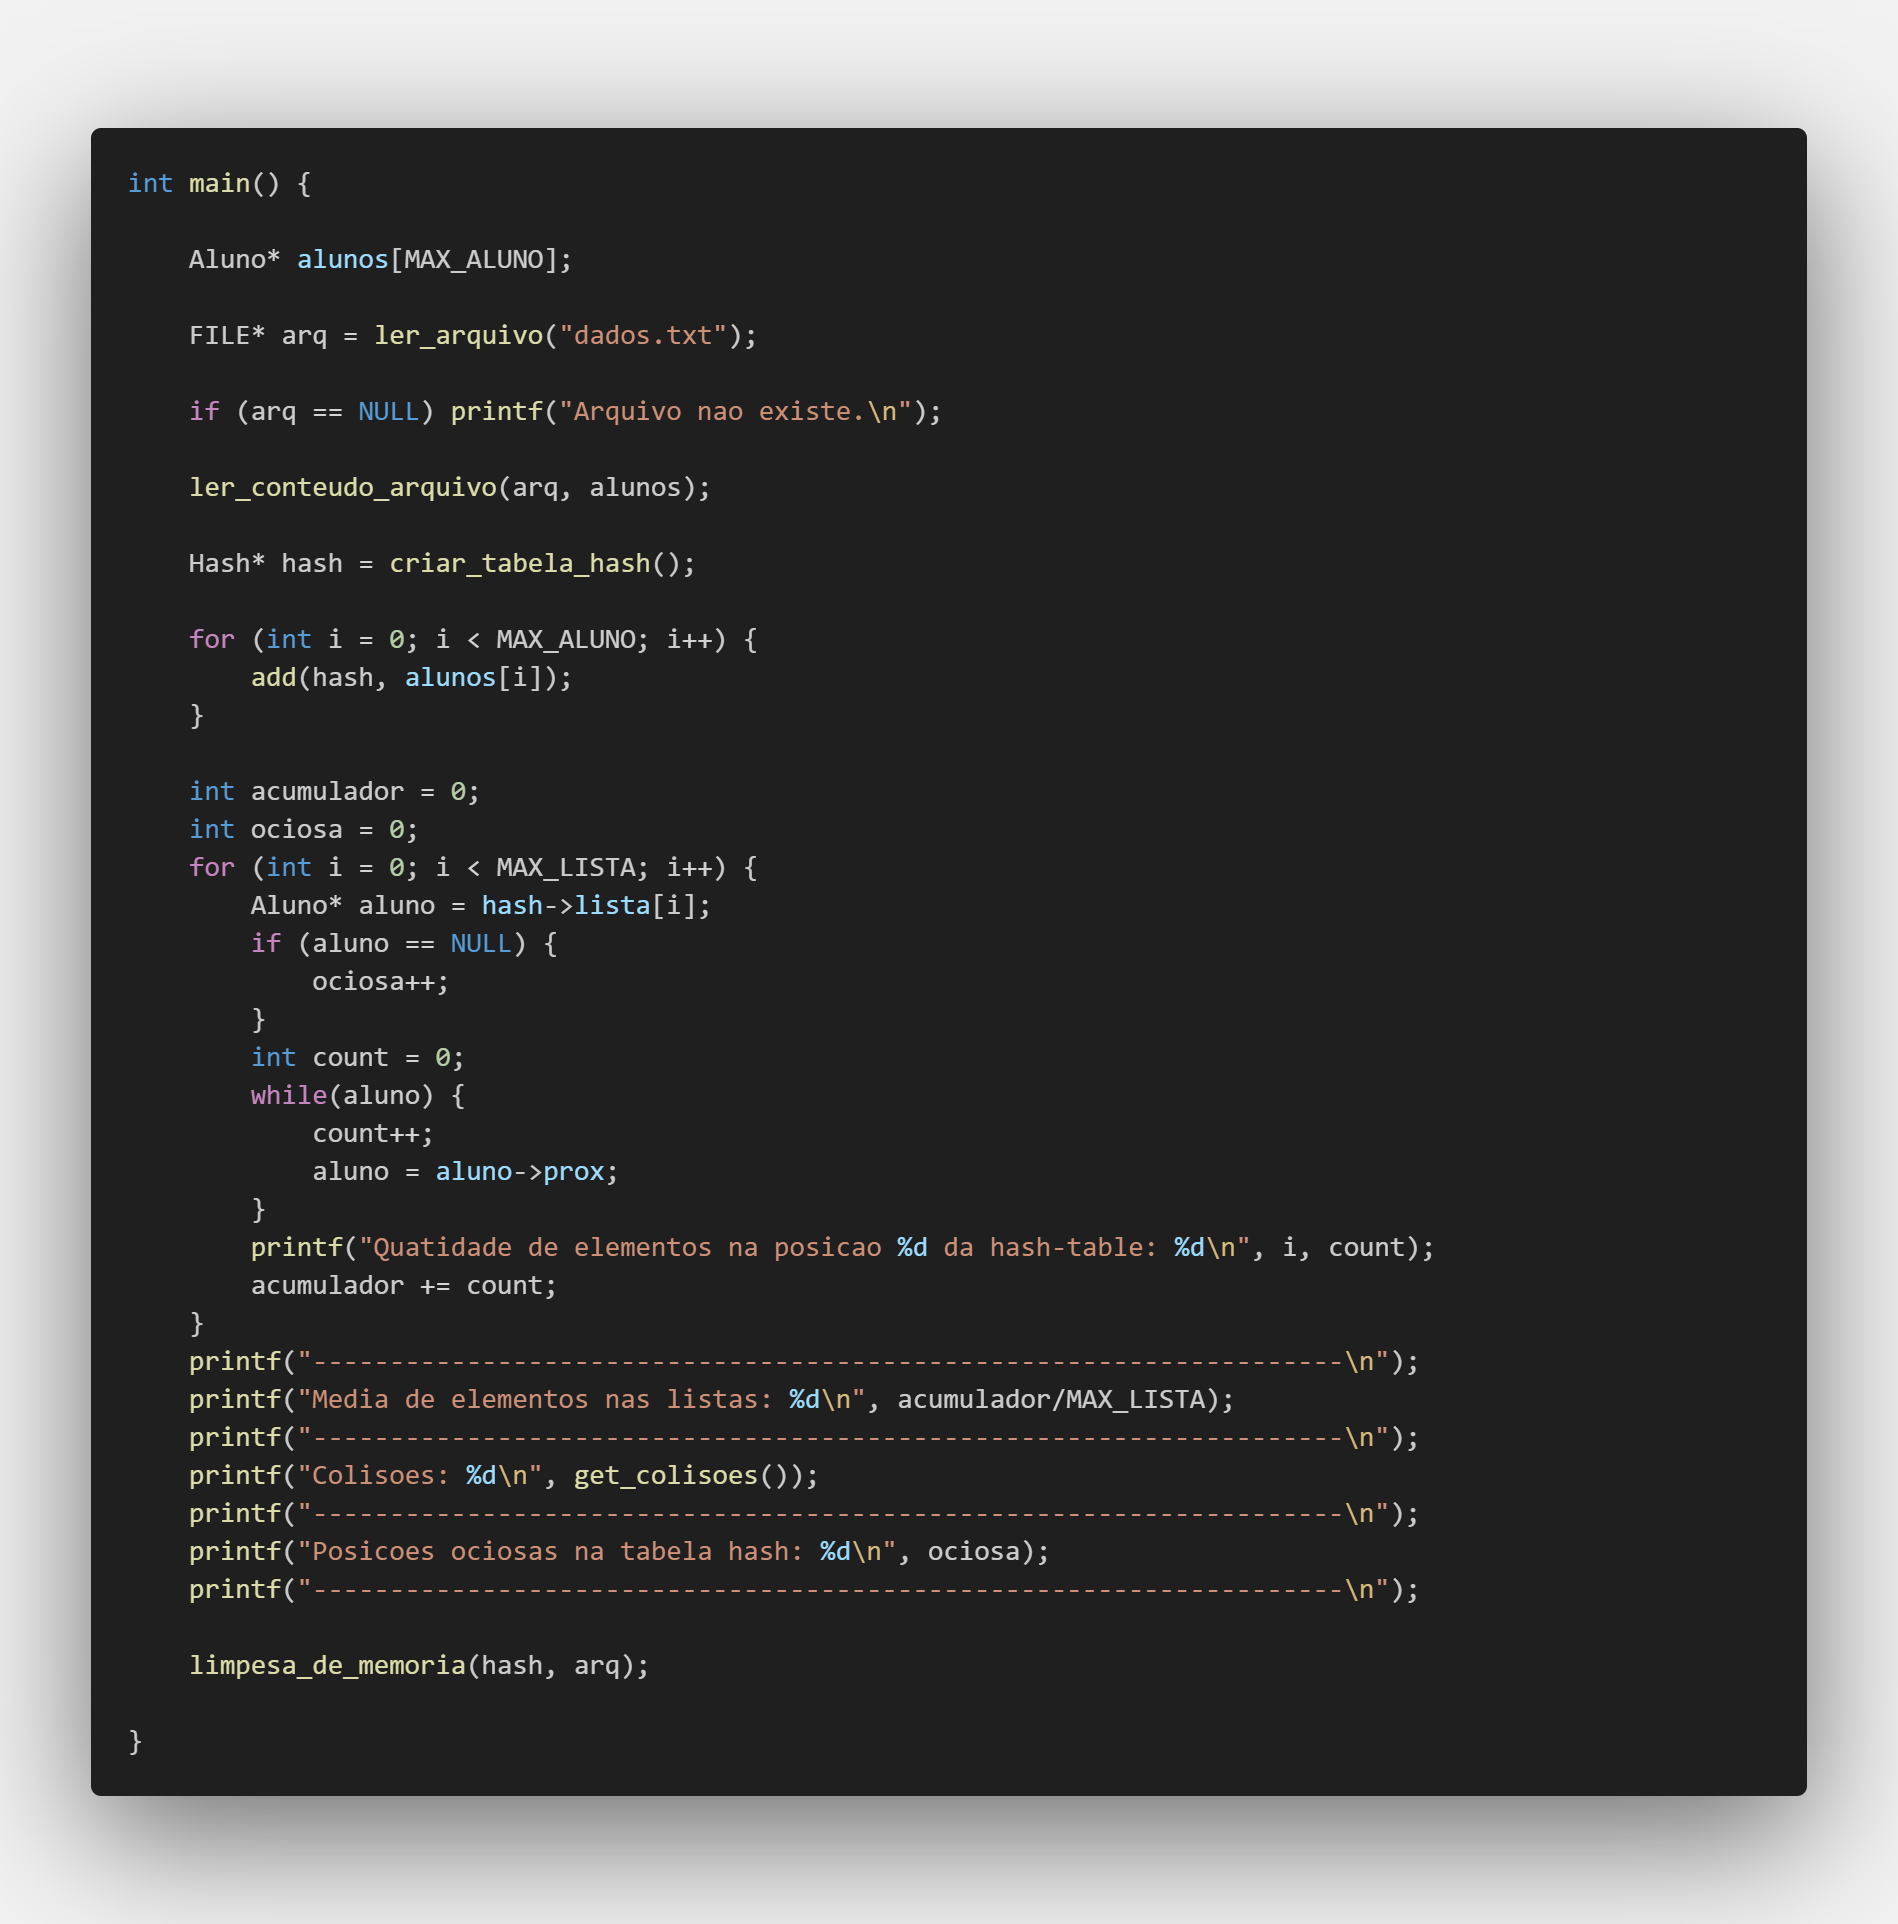 int main() {
    Aluno* alunos[MAX_ALUNO];
    FILE* arq = ler_arquivo("dados.txt");
    if (arq == NULL) printf("Arquivo nao existe.\n");
    ler_conteudo_arquivo(arq, alunos);
    Hash* hash = criar_tabela_hash();
    for (int i = 0; i < MAX_ALUNO; i++) {
        add(hash, alunos[i]);
    }
    int acumulador = 0;
    int ociosa = 0;
    for (int i = 0; i < MAX_LISTA; i++) {
        Aluno* aluno = hash->lista[i];
        if (aluno == NULL) {
            ociosa++;
        }
        int count = 0;
        while(aluno) {
            count++;
            aluno = aluno->prox;
        }
        printf("Quatidade de elementos na posicao %d da hash-table: %d\n", i, count);
        acumulador += count;
    }
    printf("-------------------------------------------------------------------\n");
    printf("Media de elementos nas listas: %d\n", acumulador/MAX_LISTA);
    printf("-------------------------------------------------------------------\n");
    printf("Colisoes: %d\n", get_colisoes());
    printf("-------------------------------------------------------------------\n");
    printf("Posicoes ociosas na tabela hash: %d\n", ociosa);
    printf("-------------------------------------------------------------------\n");
    limpesa_de_memoria(hash, arq);
}